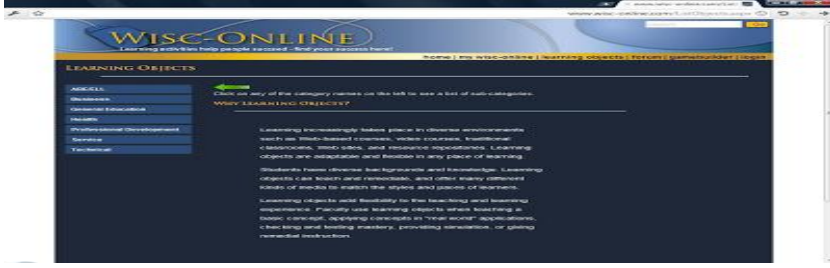 www.wisc-online.com/
WISC-ONLINE
Learning activities help people succeed - find your success here!
home | my wisc-online | learning objects | forum | gamebuilder | login
LEARNING OBJECTS
ABE/ELL
Business
General Education
Health
Professional Development
Service
Technical
Click on any of the category names on the left to see a list of sub-categories.
WHY LEARNING OBJECTS?
Learning increasingly takes place in diverse environments
such as Web-based courses, video courses, traditional
classrooms, Web sites, and resource repositories. Learning
objects are adaptable and flexible in any place of learning.
Students have diverse backgrounds and knowledge. Learning
objects can teach and remediate, and offer many different
kinds of media to match the styles and paces of learners.
Learning objects add flexibility to the teaching and learning
experience. Faculty use learning objects when teaching a
basic concept, applying concepts in "real world" applications,
checking and testing mastery, providing simulation, or giving
remedial instruction.